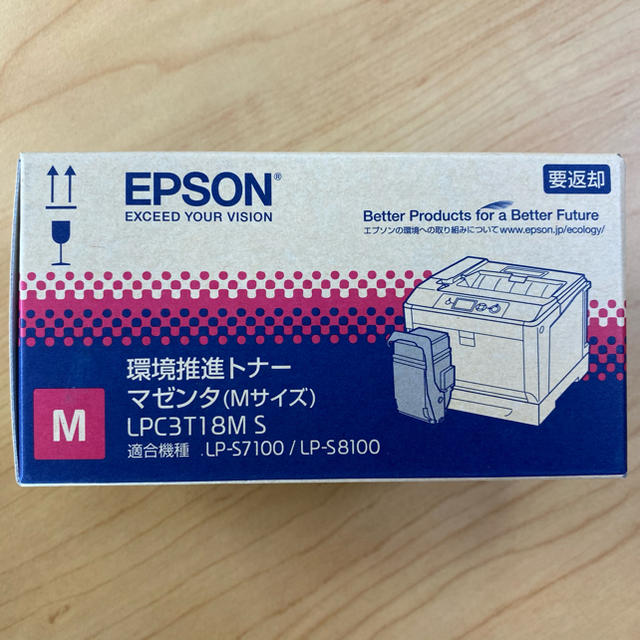 EPSON®
EXCEED YOUR VISION
要返却
Better Products for a Better Future
エプソンの環境への取り組みについて www.epson.jp/ecology/
環境推進トナー
マゼンタ(Mサイズ)
M
LPC3T18M S
適合機種 LP-S7100 / LP-S8100